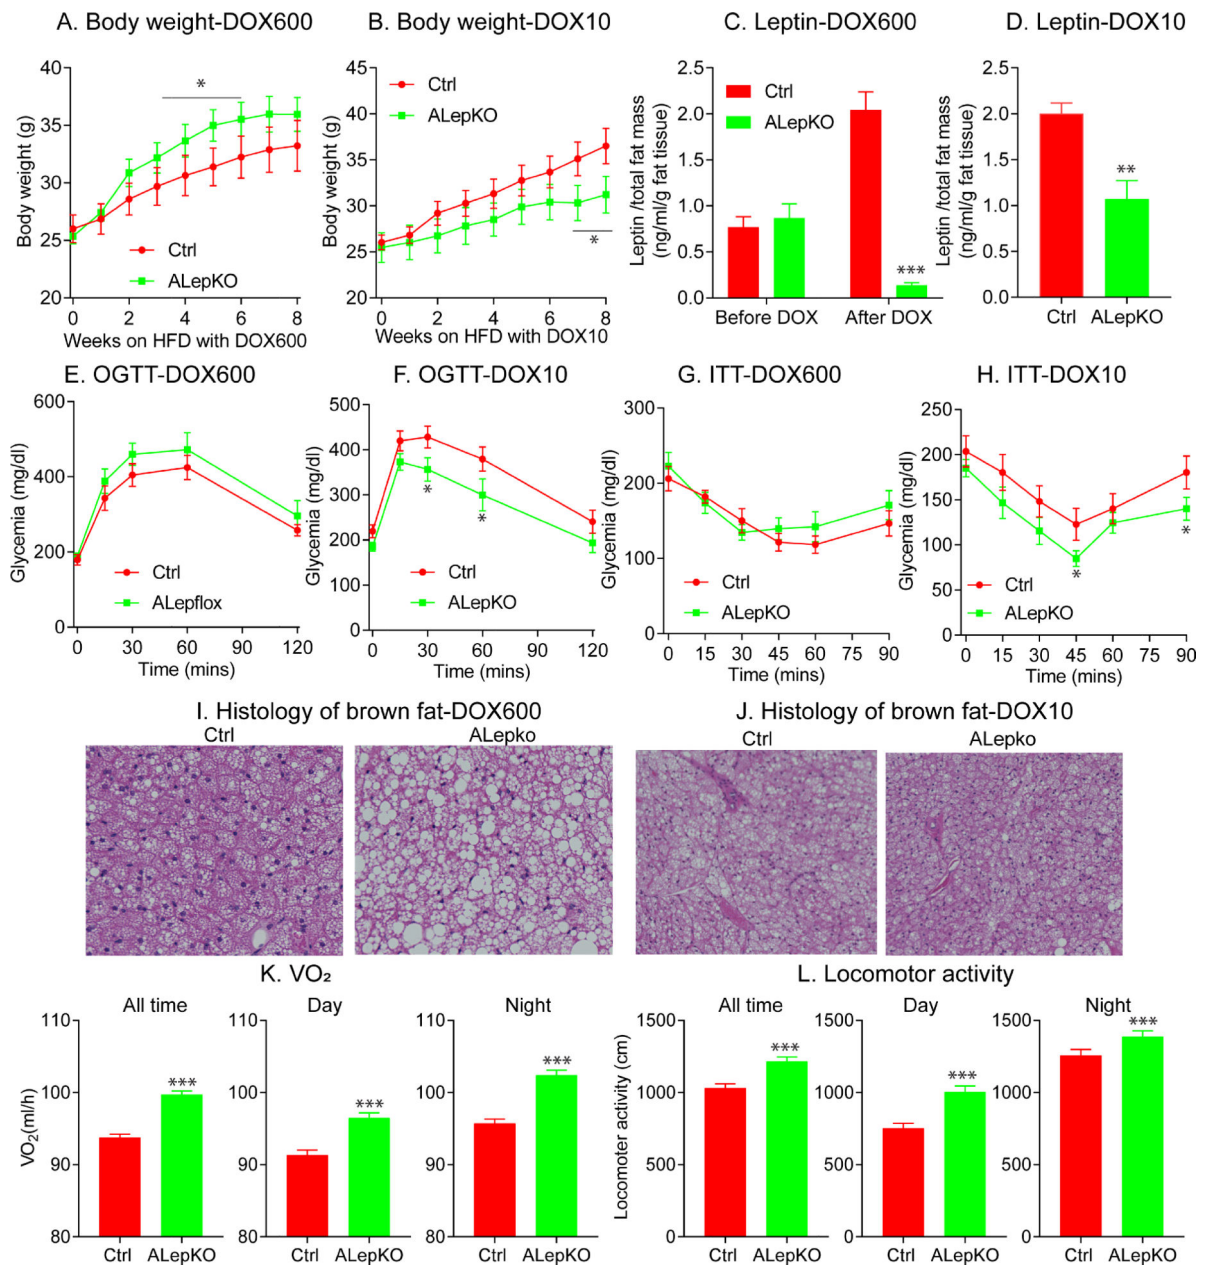 A. Body weight-DOX600
B. Body weight-DOX10
C. Leptin-DOX600
D. Leptin-DOX10
Body weight (g)
40
35
30
25
20
Ctrl
ALepKO
*
0 2 4 6 8
Weeks on HFD with DOX600
Body weight (g)
45
40
35
30
25
20
Ctrl
ALepKO
*
0 2 4 6 8
Weeks on HFD with DOX10
Leptin /total fat mass
(ng/ml/g fat tissue)
2.5
2.0
1.5
1.0
0.5
0.0
Ctrl
ALepKO
***
Before DOX After DOX
Leptin /total fat mass
(ng/ml/g fat tissue)
2.5
2.0
1.5
1.0
0.5
0.0
**
Ctrl ALepKO
E. OGTT-DOX600
F. OGTT-DOX10
G. ITT-DOX600
H. ITT-DOX10
Glycemia (mg/dl)
600
400
200
0
Ctrl
ALepflox
0 30 60 90 120
Time (mins)
Glycemia (mg/dl)
500
400
300
200
100
0
* *
Ctrl
ALepKO
0 30 60 90 120
Time (mins)
Glycemia (mg/dl)
300
200
100
0
Ctrl
ALepKO
0 15 30 45 60 75 90
Time (mins)
Glycemia (mg/dl)
250
200
150
100
50
0
* *
Ctrl
ALepKO
0 15 30 45 60 75 90
Time (mins)
I. Histology of brown fat-DOX600
Ctrl ALepko
J. Histology of brown fat-DOX10
Ctrl ALepko
K. VO₂
All time
VO₂(ml/h)
110
100
90
80
***
Ctrl ALepKO
Day
110
100
90
80
***
Ctrl ALepKO
Night
110
100
90
80
***
Ctrl ALepKO
L. Locomotor activity
All time
Locomoter activity (cm)
1500
1000
500
0
***
Ctrl ALepKO
Day
1500
1000
500
0
***
Ctrl ALepKO
Night
1500
1000
500
0
***
Ctrl ALepKO